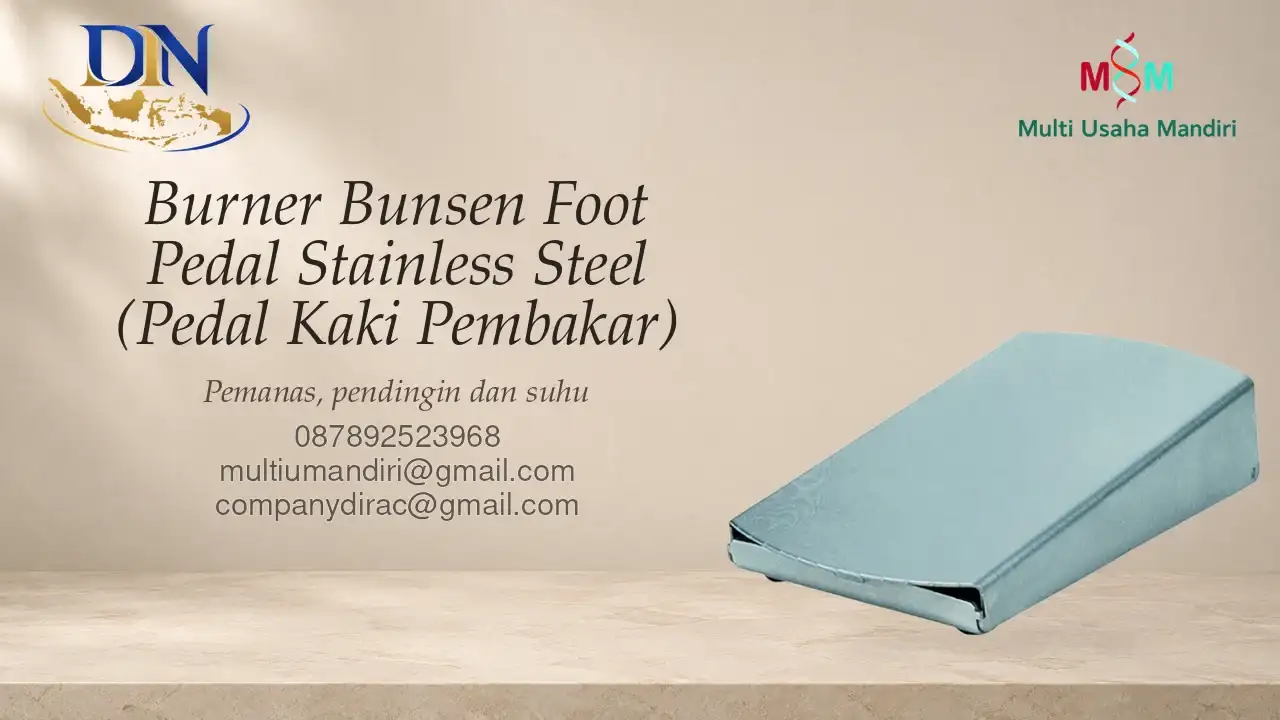 DIN
MSM
Multi Usaha Mandiri
Burner Bunsen Foot
Pedal Stainless Steel
(Pedal Kaki Pembakar)
Pemanas, pendingin dan suhu
087892523968
multiumandiri@gmail.com
companydirac@gmail.com